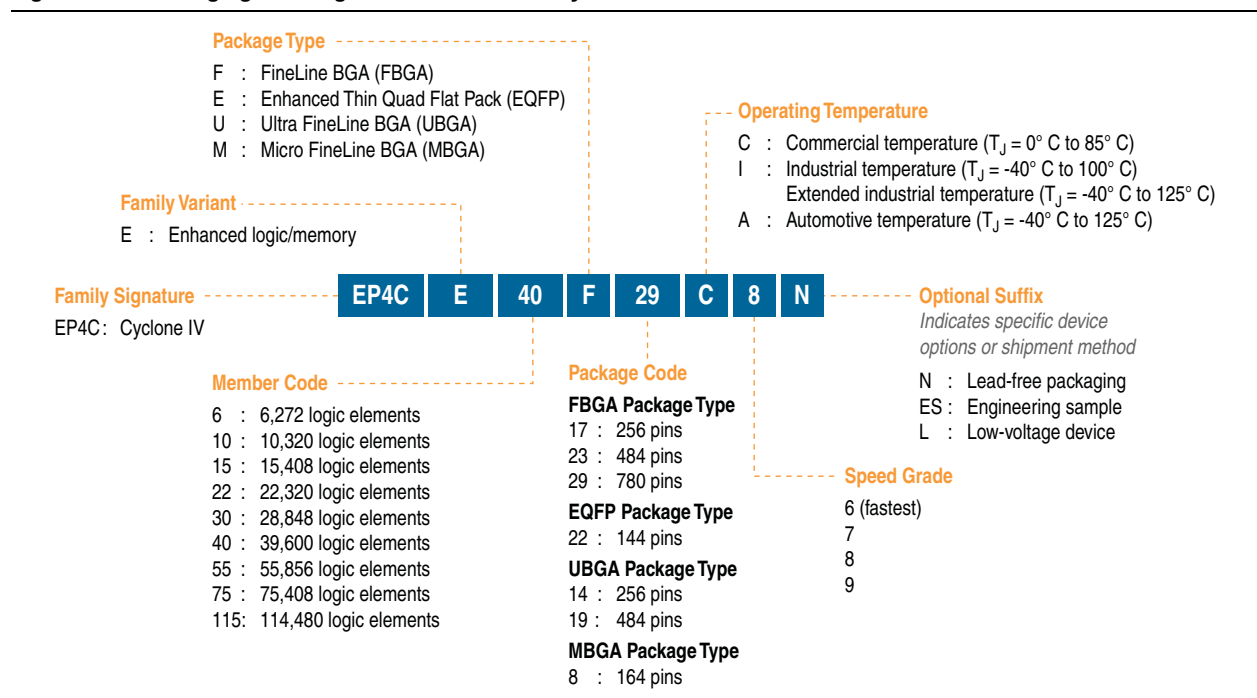 Package Type
F : FineLine BGA (FBGA)
E : Enhanced Thin Quad Flat Pack (EQFP)
U : Ultra FineLine BGA (UBGA)
M : Micro FineLine BGA (MBGA)
Operating Temperature
C : Commercial temperature (TJ = 0° C to 85° C)
I : Industrial temperature (TJ = -40° C to 100° C)
Extended industrial temperature (TJ = -40° C to 125° C)
A : Automotive temperature (TJ = -40° C to 125° C)
Family Variant
E : Enhanced logic/memory
Family Signature
EP4C : Cyclone IV
EP4C E 40 F 29 C 8 N
Optional Suffix
Indicates specific device
options or shipment method
N : Lead-free packaging
ES : Engineering sample
L : Low-voltage device
Member Code
6 : 6,272 logic elements
10 : 10,320 logic elements
15 : 15,408 logic elements
22 : 22,320 logic elements
30 : 28,848 logic elements
40 : 39,600 logic elements
55 : 55,856 logic elements
75 : 75,408 logic elements
115: 114,480 logic elements
Package Code
FBGA Package Type
17 : 256 pins
23 : 484 pins
29 : 780 pins
EQFP Package Type
22 : 144 pins
UBGA Package Type
14 : 256 pins
19 : 484 pins
MBGA Package Type
8 : 164 pins
Speed Grade
6 (fastest)
7
8
9